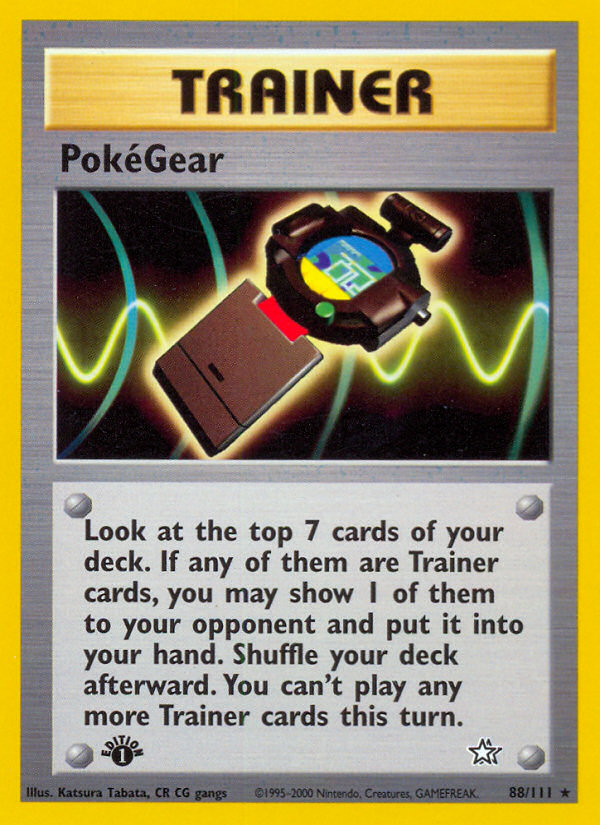 TRAINER
PokéGear
Look at the top 7 cards of your
deck. If any of them are Trainer
cards, you may show 1 of them
to your opponent and put it into
your hand. Shuffle your deck
afterward. You can't play any
more Trainer cards this turn.
EDITION
1
Illus. Katsura Tabata, CR CG gangs ©1995-2000 Nintendo, Creatures, GAMEFREAK. 88/111 ★